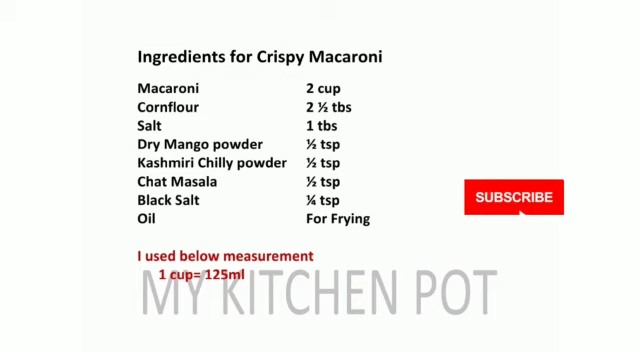 Ingredients for Crispy Macaroni
Macaroni 2 cup
Cornflour 2 ½ tbs
Salt 1 tbs
Dry Mango powder ½ tsp
Kashmiri Chilly powder ½ tsp
Chat Masala ½ tsp
Black Salt ¼ tsp
SUBSCRIBE
Oil For Frying
I used below measurement
1 cup= 125ml
MY KITCHEN POT